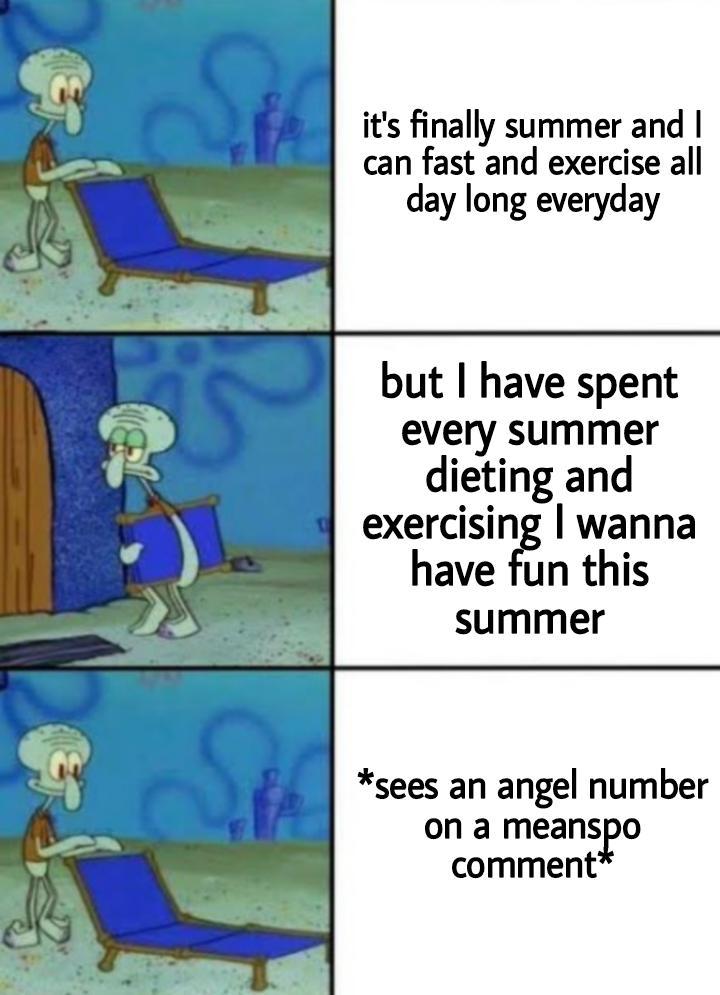 it's finally summer and I
can fast and exercise all
day long everyday
but I have spent
every summer
dieting and
exercising I wanna
have fun this
summer
*sees an angel number
on a meanspo
comment*